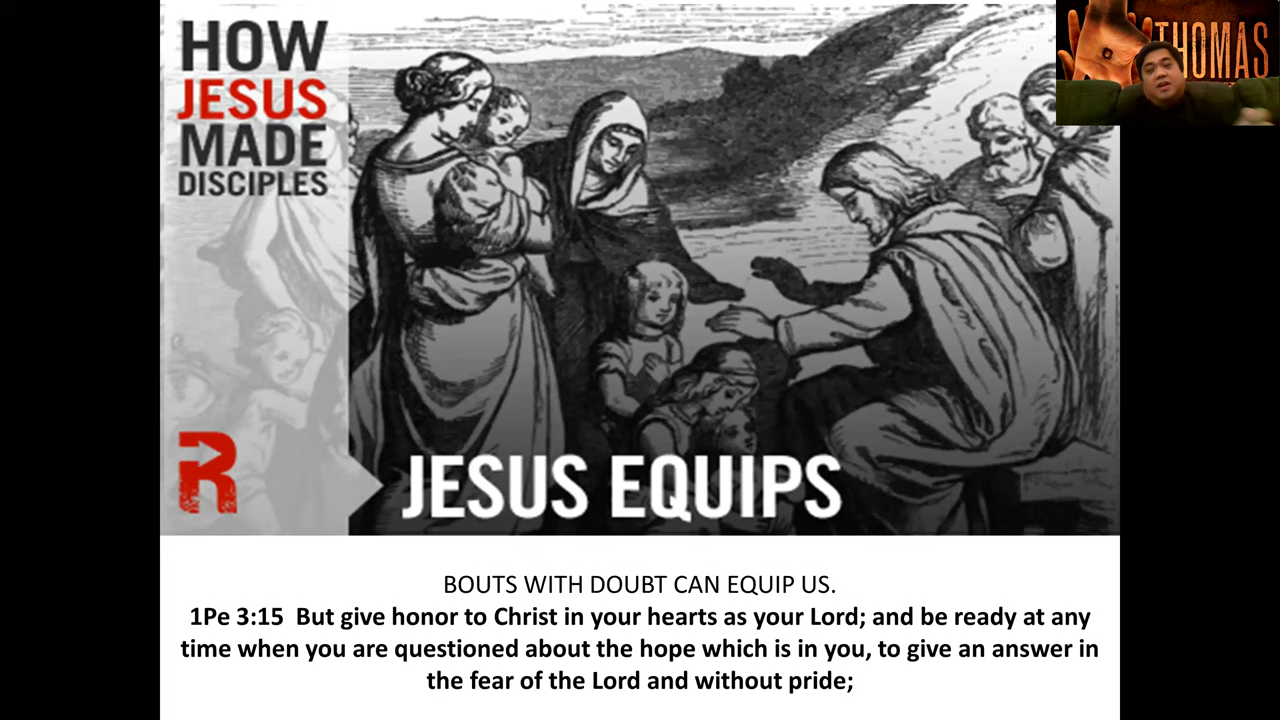 HOW
JESUS
MADE
DISCIPLES
THOMAS
R
JESUS EQUIPS
BOUTS WITH DOUBT CAN EQUIP US.
1Pe 3:15 But give honor to Christ in your hearts as your Lord; and be ready at any
time when you are questioned about the hope which is in you, to give an answer in
the fear of the Lord and without pride;